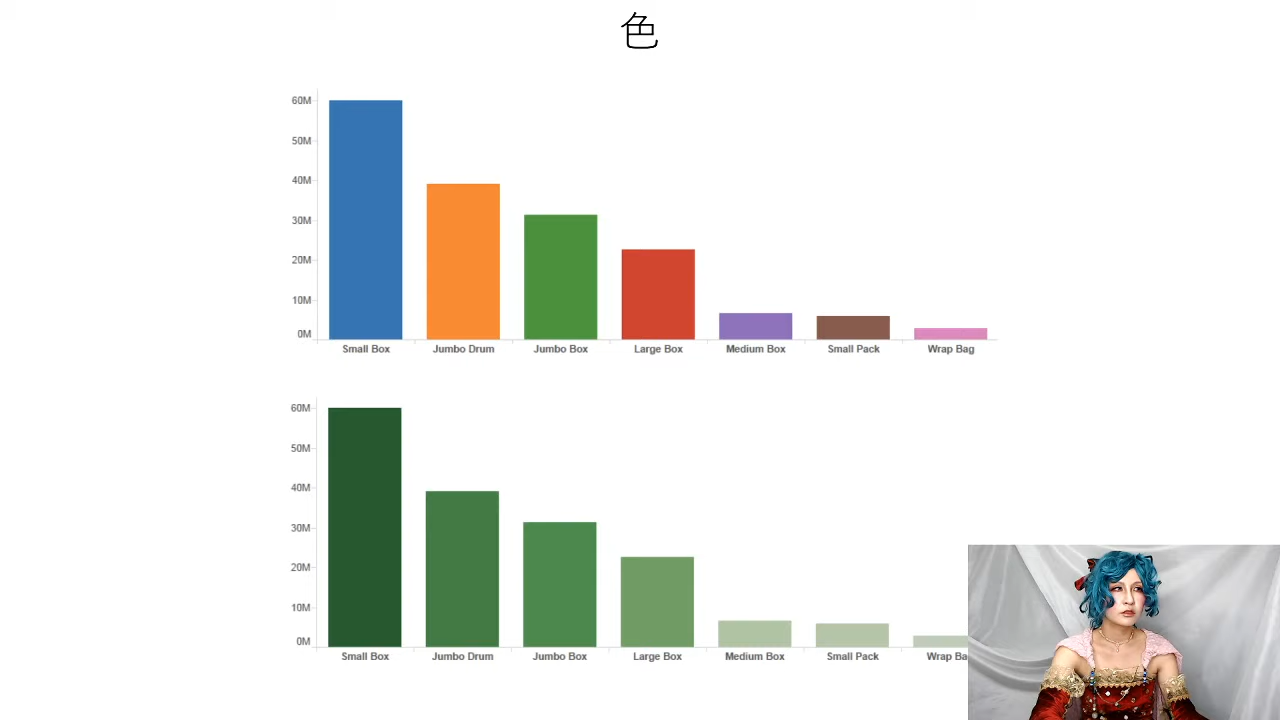 色
60M
50M
40M
30M
20M
10M
0M
Small Box Jumbo Drum Jumbo Box Large Box Medium Box Small Pack Wrap Bag
60M
50M
40M
30M
20M
10M
0M
Small Box Jumbo Drum Jumbo Box Large Box Medium Box Small Pack Wrap Ba